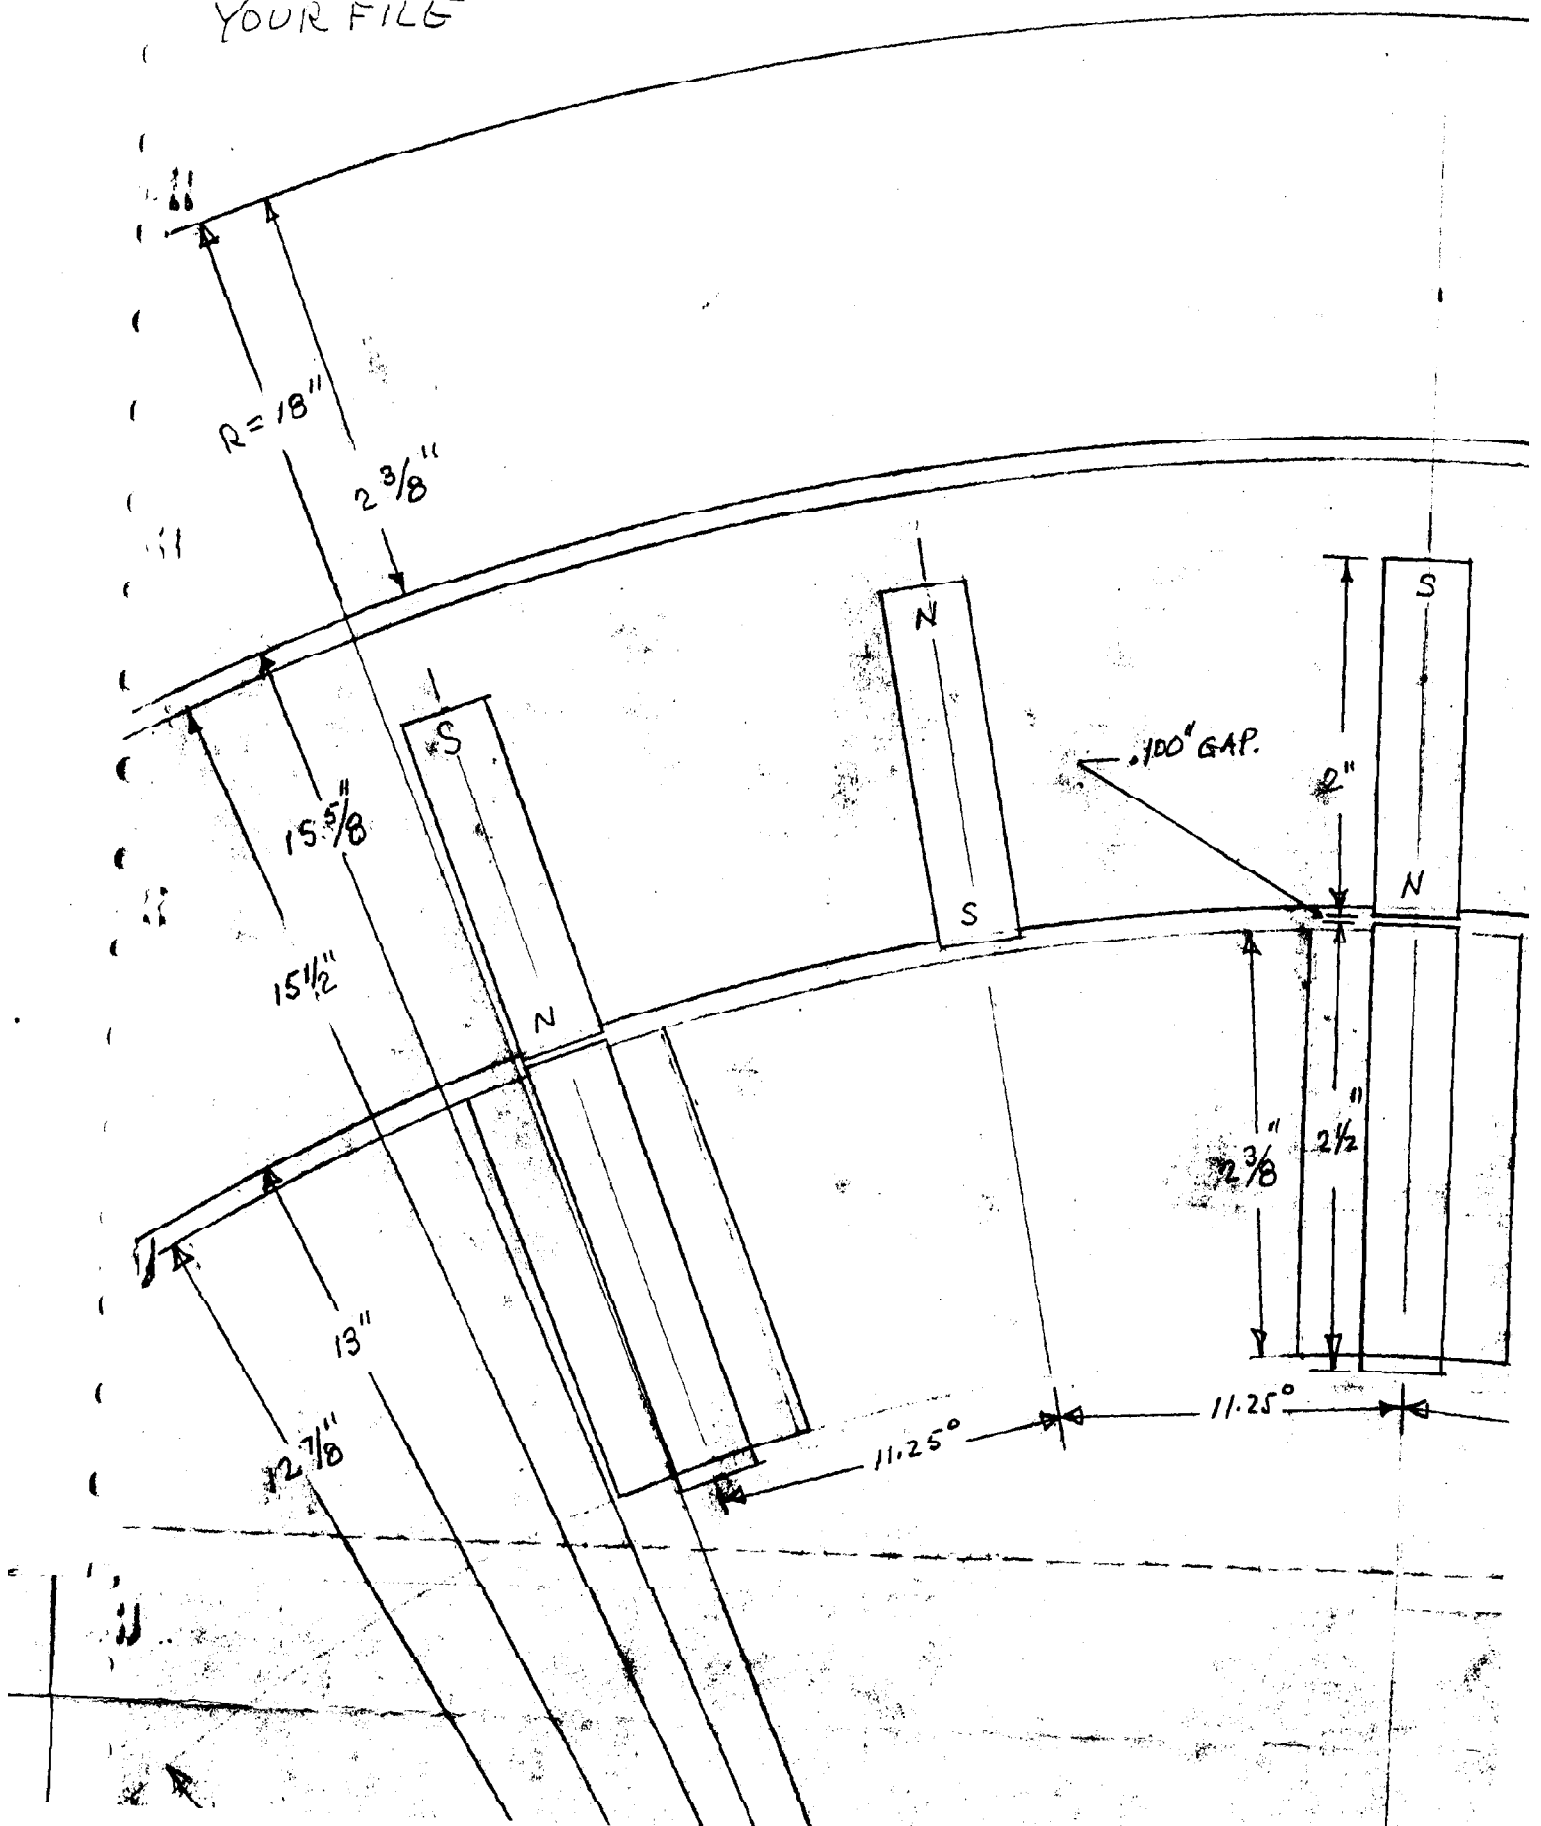 YOUR FILE
R=18"
2 3/8"
S
N
S
.100" GAP.
15 5/8"
2"
N
S
N
15 1/2"
2 3/8"
2 1/2"
13"
11.25°
11.25°
12 7/8"